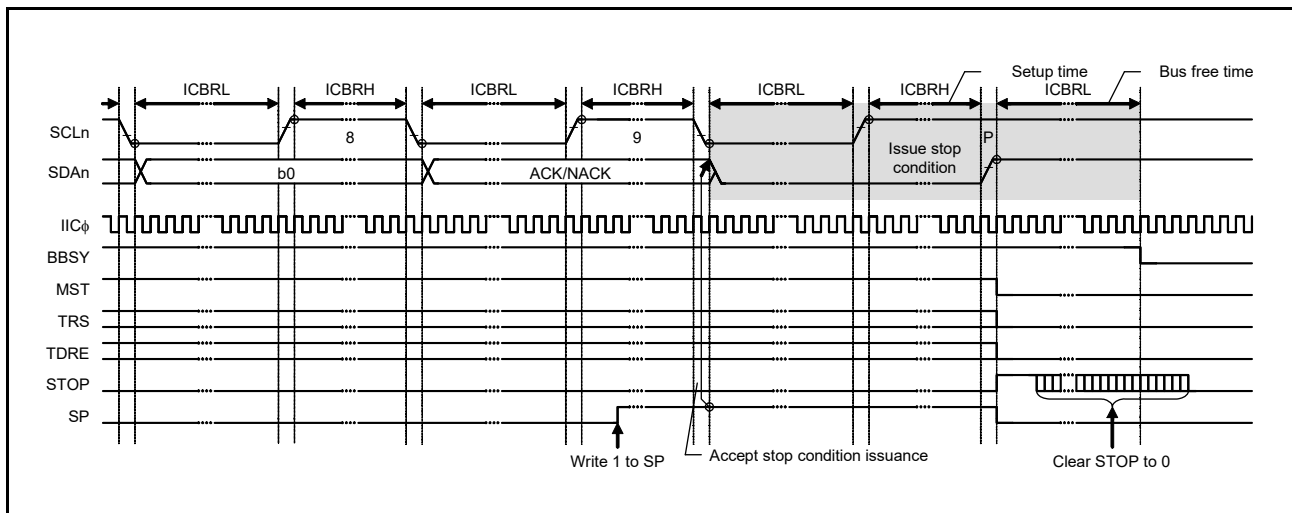 Setup time Bus free time
ICBRL ICBRH ICBRL ICBRH ICBRL ICBRH ICBRL
SCLn 8 9 P
Issue stop
condition
SDAn b0 ACK/NACK
IICϕ
BBSY
MST
TRS
TDRE
STOP
SP
Write 1 to SP Accept stop condition issuance Clear STOP to 0